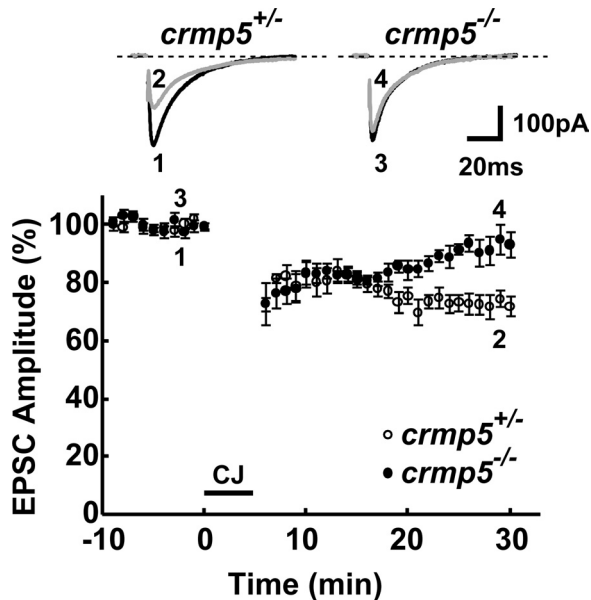 crmp5+/- crmp5-/-
2 4
1 3
100pA
20ms
EPSC Amplitude (%)
100
80
60
40
20
0
3
1
4
2
crmp5+/-
crmp5-/-
CJ
-10 0 10 20 30
Time (min)